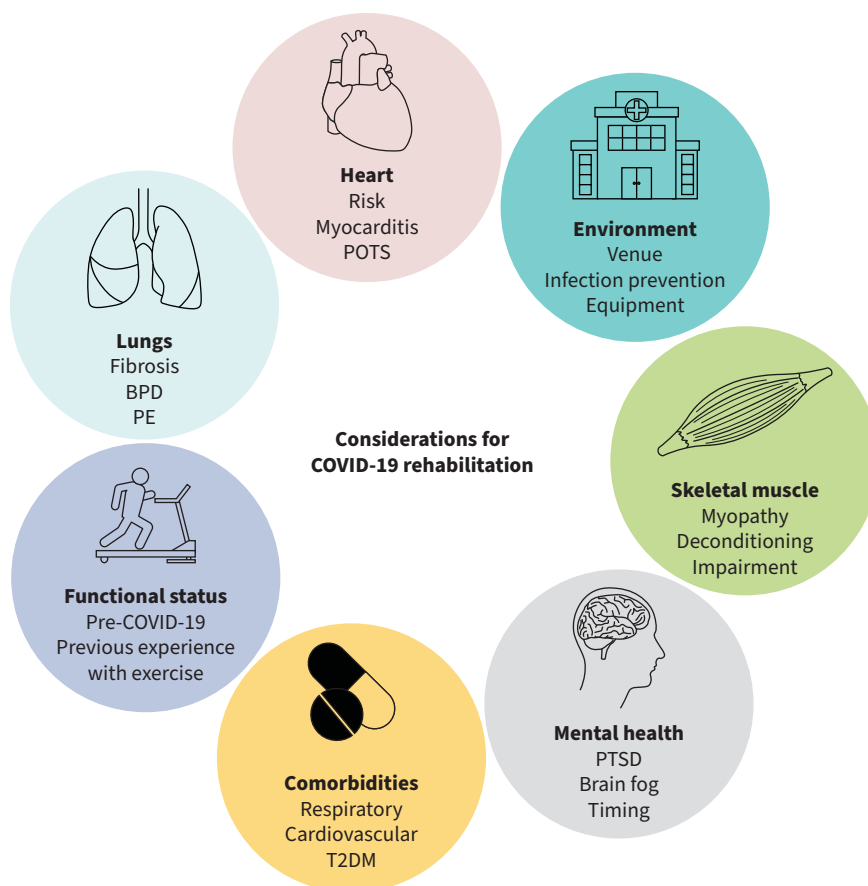 Heart
Risk
Myocarditis
POTS
Environment
Venue
Infection prevention
Equipment
Lungs
Fibrosis
BPD
PE
Considerations for
COVID-19 rehabilitation
Skeletal muscle
Myopathy
Deconditioning
Impairment
Functional status
Pre-COVID-19
Previous experience
with exercise
Mental health
PTSD
Brain fog
Timing
Comorbidities
Respiratory
Cardiovascular
T2DM